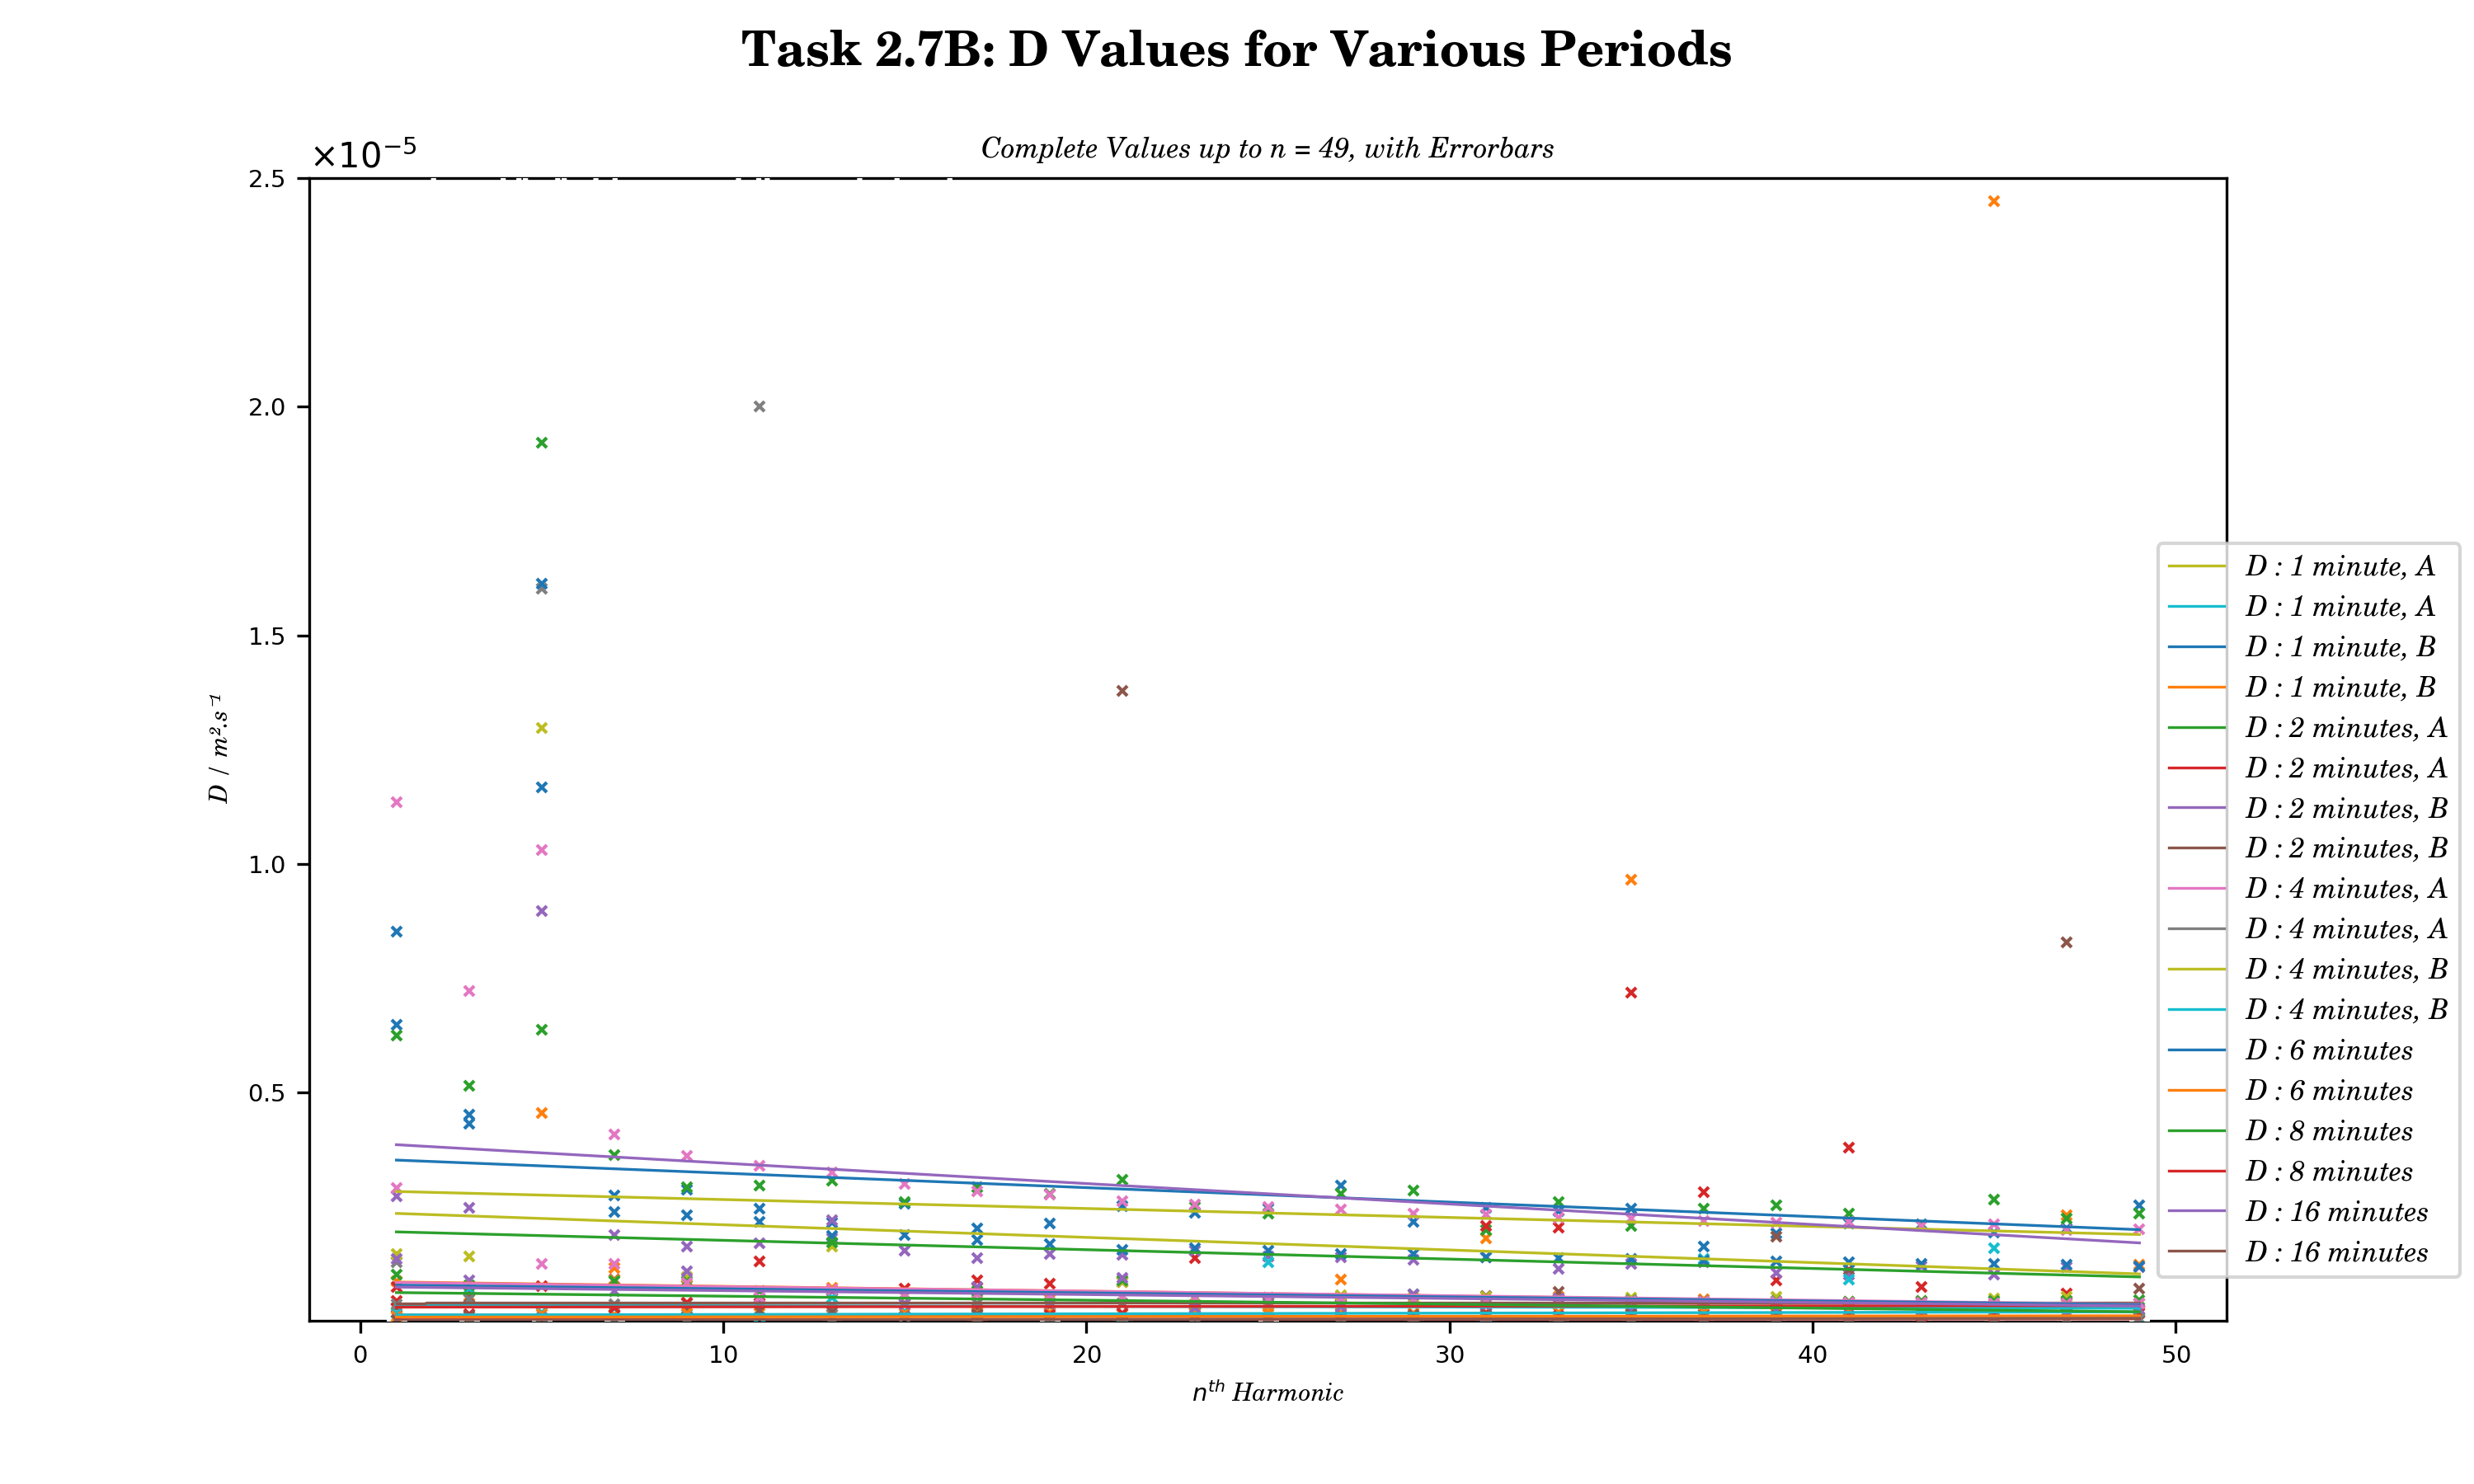 Task 2.7B: D Values for Various Periods
Complete Values up to n = 49, with Errorbars
×10⁻⁵
2.5
2.0
1.5
1.0
0.5
D / m².s⁻¹
0 10 20 30 40 50
nᵗʰ Harmonic
D : 1 minute, A
D : 1 minute, A
D : 1 minute, B
D : 1 minute, B
D : 2 minutes, A
D : 2 minutes, A
D : 2 minutes, B
D : 2 minutes, B
D : 4 minutes, A
D : 4 minutes, A
D : 4 minutes, B
D : 4 minutes, B
D : 6 minutes
D : 6 minutes
D : 8 minutes
D : 8 minutes
D : 16 minutes
D : 16 minutes